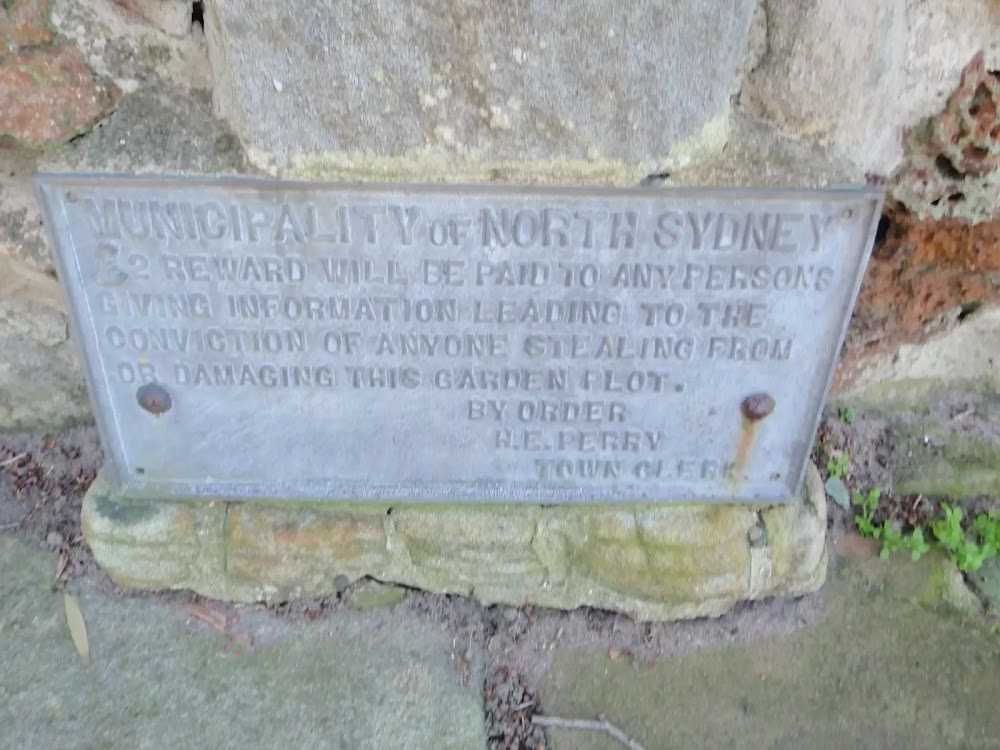 MUNICIPALITY OF NORTH SYDNEY
£2 REWARD WILL BE PAID TO ANY PERSONS
GIVING INFORMATION LEADING TO THE
CONVICTION OF ANYONE STEALING FROM
OR DAMAGING THIS GARDEN PLOT.
BY ORDER
H.E. PERRY
TOWN CLERK